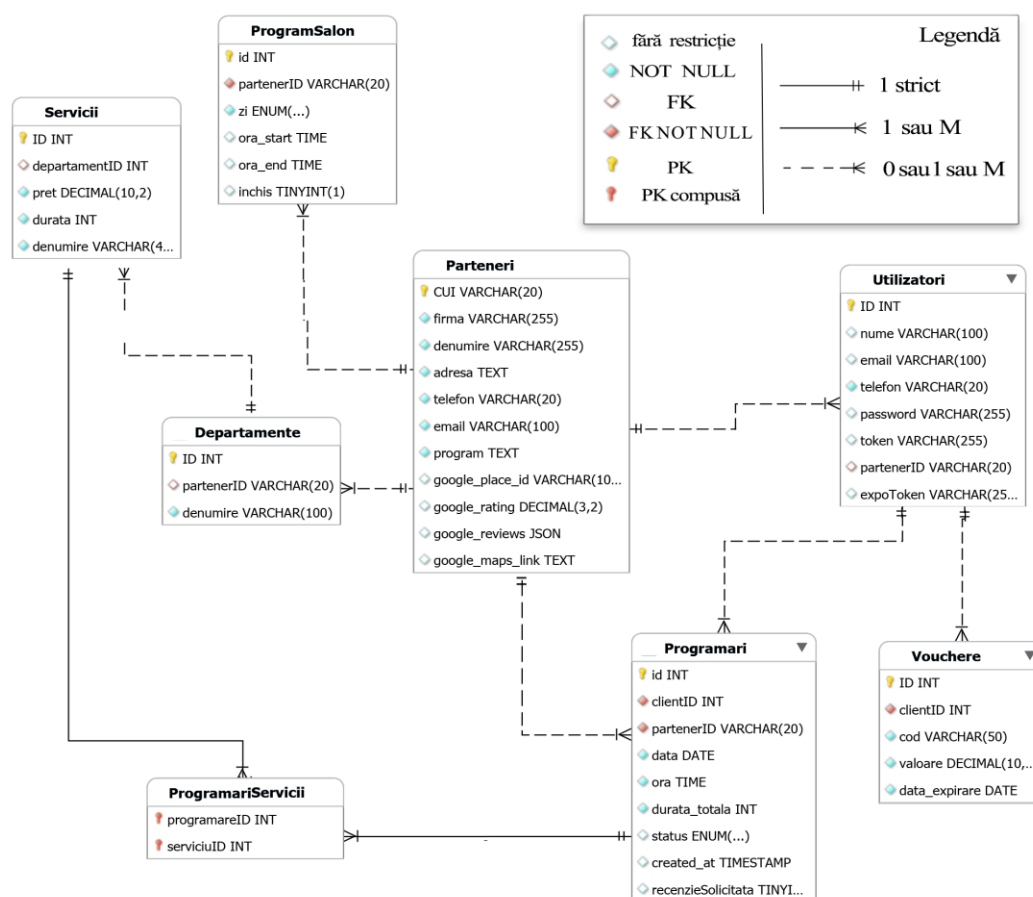 ProgramSalon
id INT
partenerID VARCHAR(20)
zi ENUM(...)
ora_start TIME
ora_end TIME
inchis TINYINT(1)
Legendă
fără restricție
NOT NULL
FK
FK NOT NULL
PK
PK compusă
1 strict
1 sau M
0 sau 1 sau M
Servicii
ID INT
departamentID INT
pret DECIMAL(10,2)
durata INT
denumire VARCHAR(4...
Parteneri
CUI VARCHAR(20)
firma VARCHAR(255)
denumire VARCHAR(255)
adresa TEXT
telefon VARCHAR(20)
email VARCHAR(100)
program TEXT
google_place_id VARCHAR(10...
google_rating DECIMAL(3,2)
google_reviews JSON
google_maps_link TEXT
Utilizatori
ID INT
nume VARCHAR(100)
email VARCHAR(100)
telefon VARCHAR(20)
password VARCHAR(255)
token VARCHAR(255)
partenerID VARCHAR(20)
expoToken VARCHAR(25...
Departamente
ID INT
partenerID VARCHAR(20)
denumire VARCHAR(100)
Programari
id INT
clientID INT
partenerID VARCHAR(20)
data DATE
ora TIME
durata_totala INT
status ENUM(...)
created_at TIMESTAMP
recenzieSolicitata TINYI...
Vouchere
ID INT
clientID INT
cod VARCHAR(50)
valoare DECIMAL(10,...
data_expirare DATE
ProgramariServicii
programareID INT
serviciuID INT